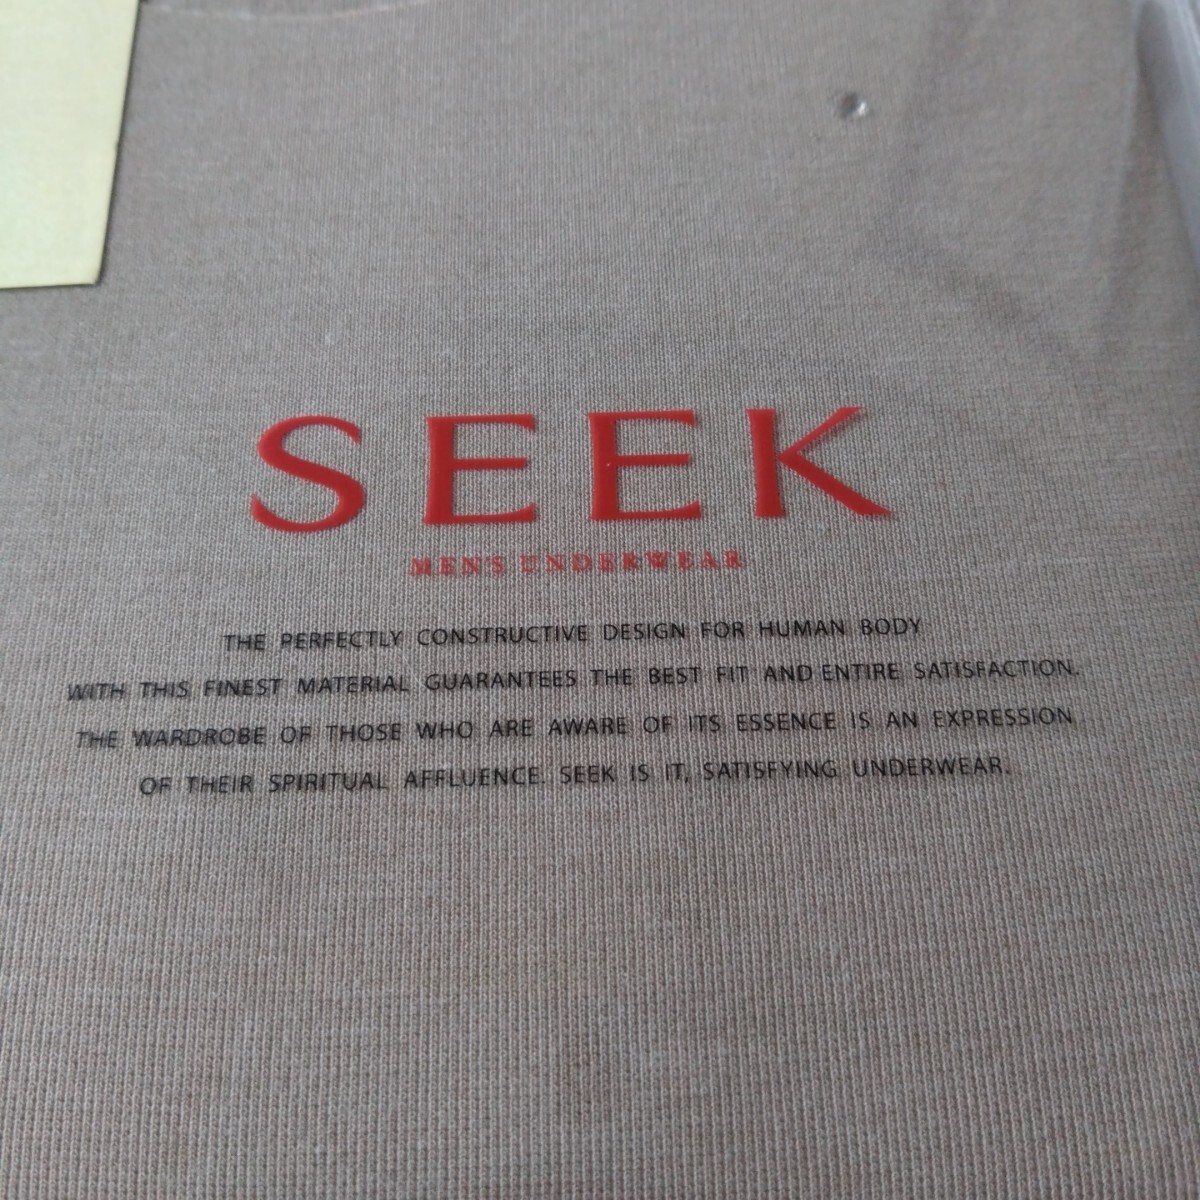 SEEK
MEN'S UNDERWEAR
THE PERFECTLY CONSTRUCTIVE DESIGN FOR HUMAN BODY
WITH THIS FINEST MATERIAL GUARANTEES THE BEST FIT AND ENTIRE SATISFACTION.
THE WARDROBE OF THOSE WHO ARE AWARE OF ITS ESSENCE IS AN EXPRESSION
OF THEIR SPIRITUAL AFFLUENCE. SEEK IS IT, SATISFYING UNDERWEAR.